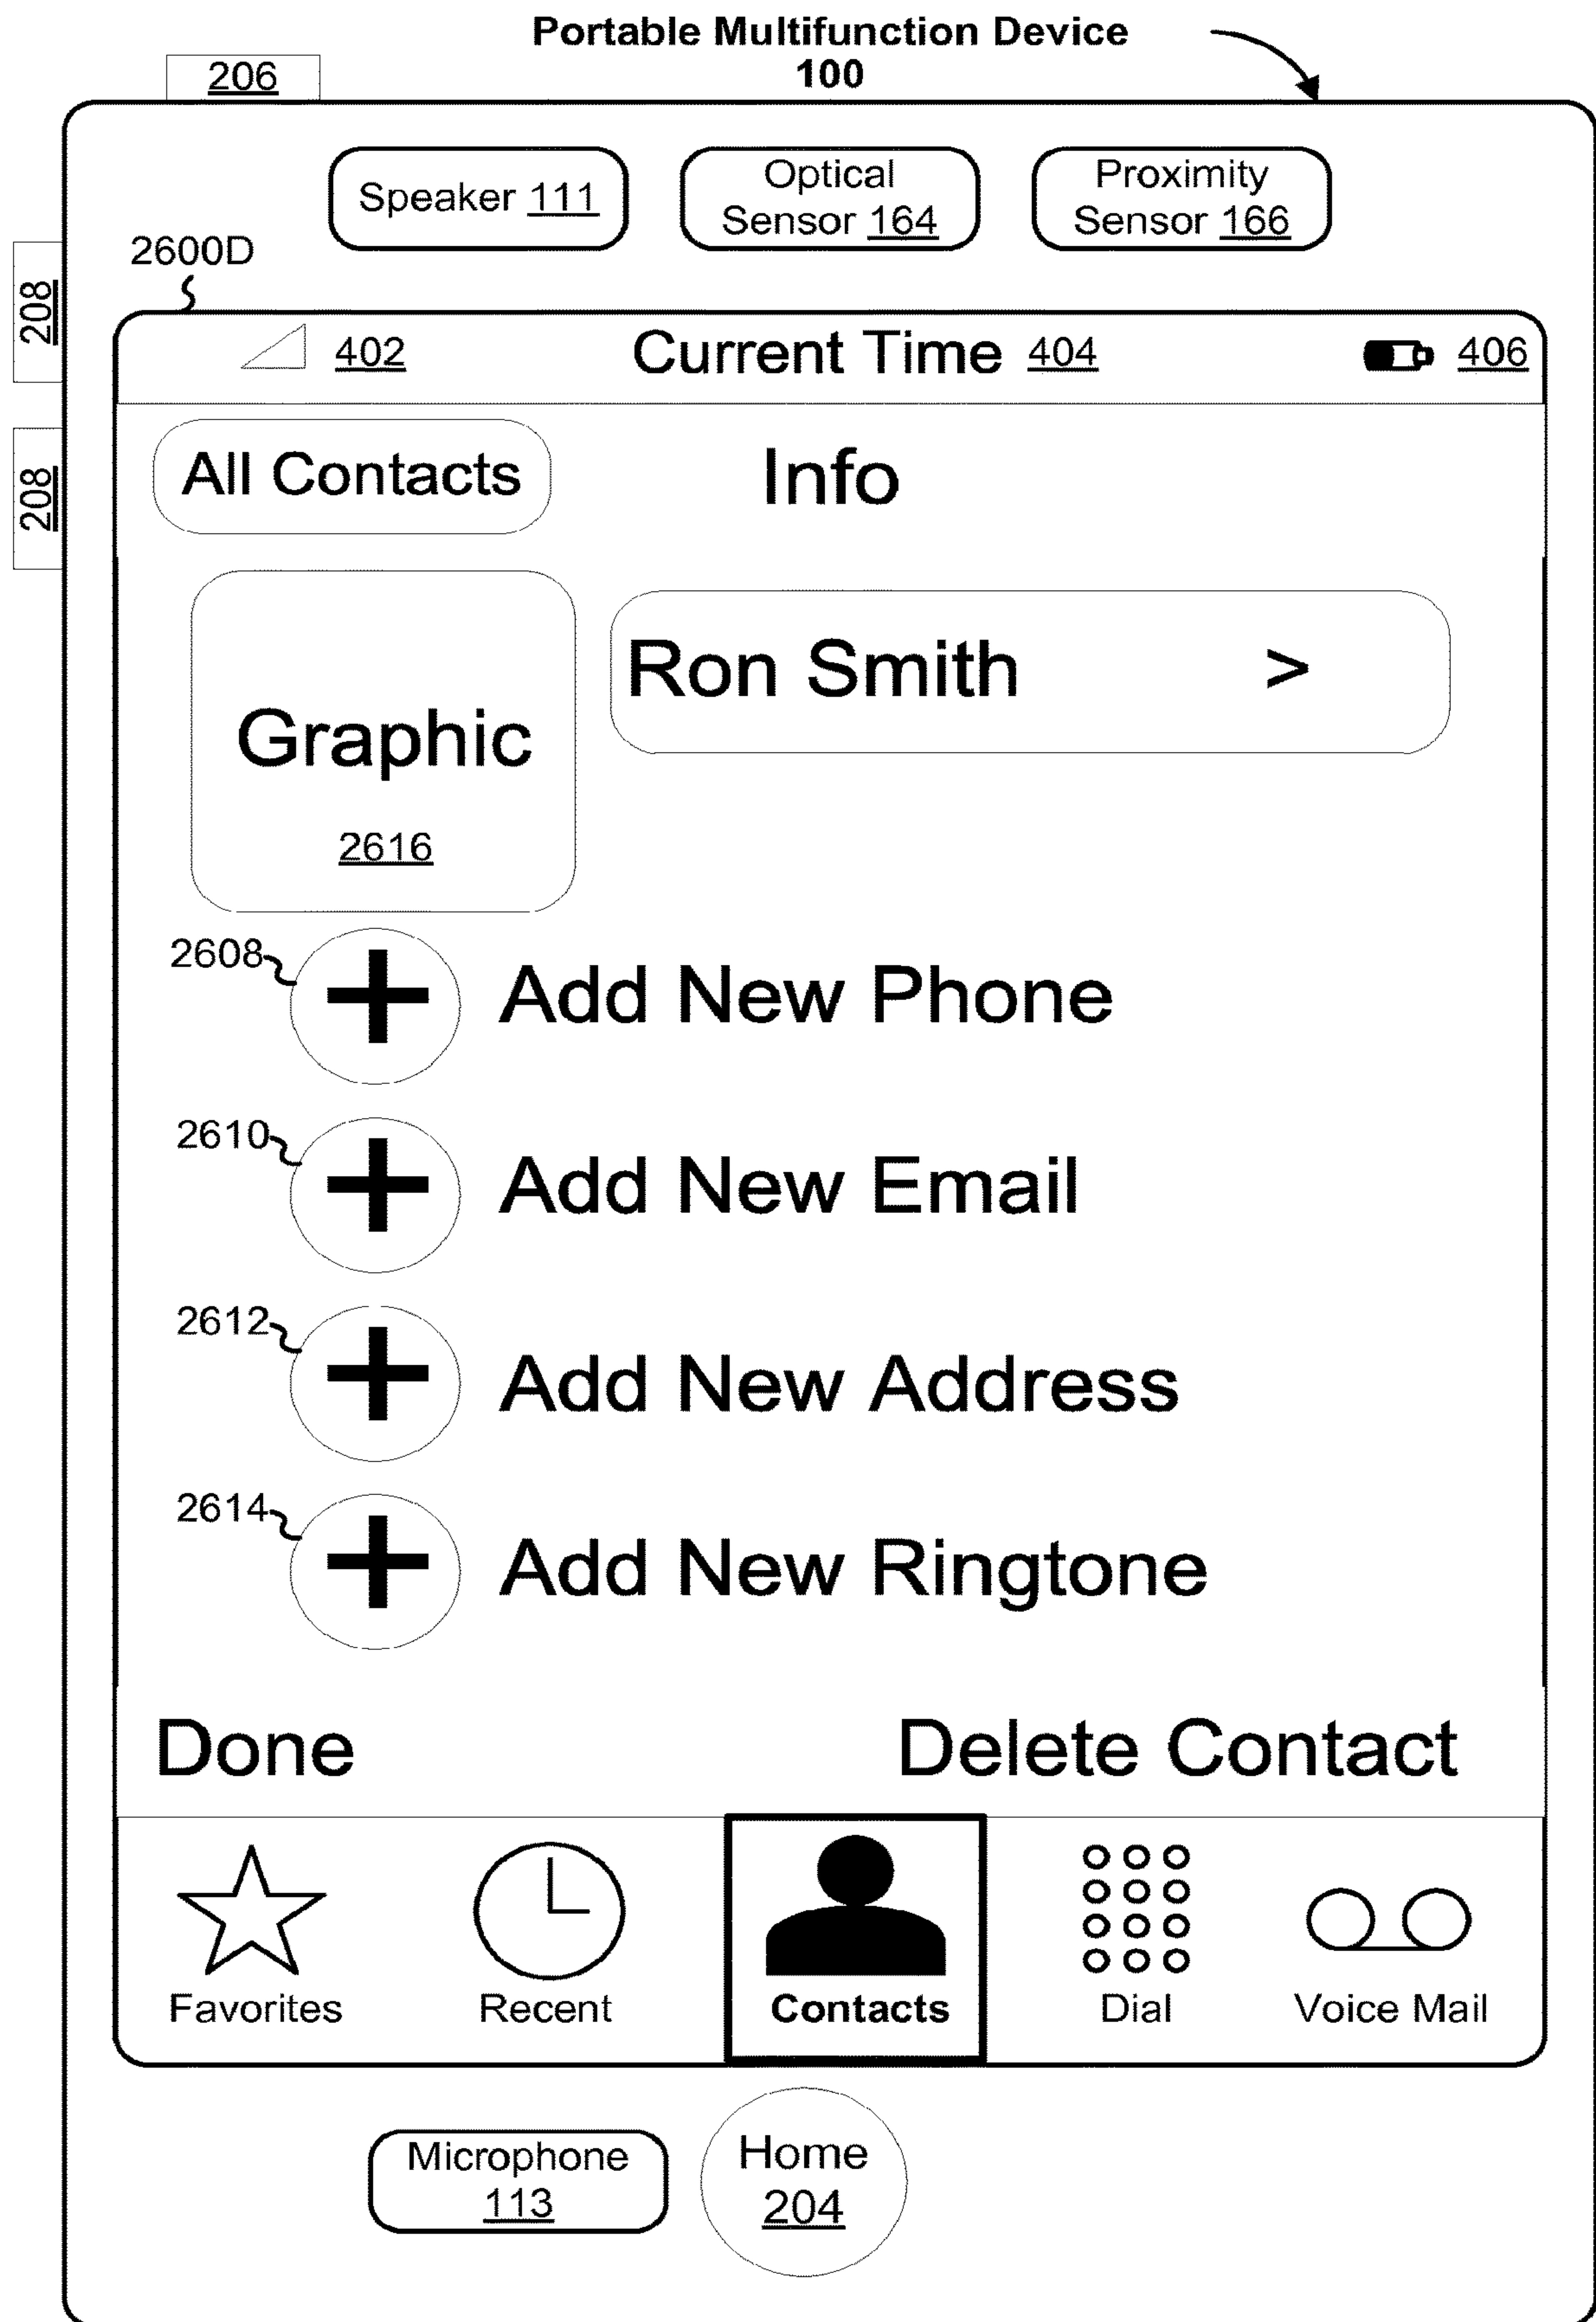 Portable Multifunction Device
100
206
Speaker 111
Optical
Sensor 164
Proximity
Sensor 166
2600D
208
208
402
Current Time 404
406
All Contacts
Info
Graphic
2616
Ron Smith >
2608
Add New Phone
2610
Add New Email
2612
Add New Address
2614
Add New Ringtone
Done
Delete Contact
Favorites
Recent
Contacts
Dial
Voice Mail
Microphone
113
Home
204